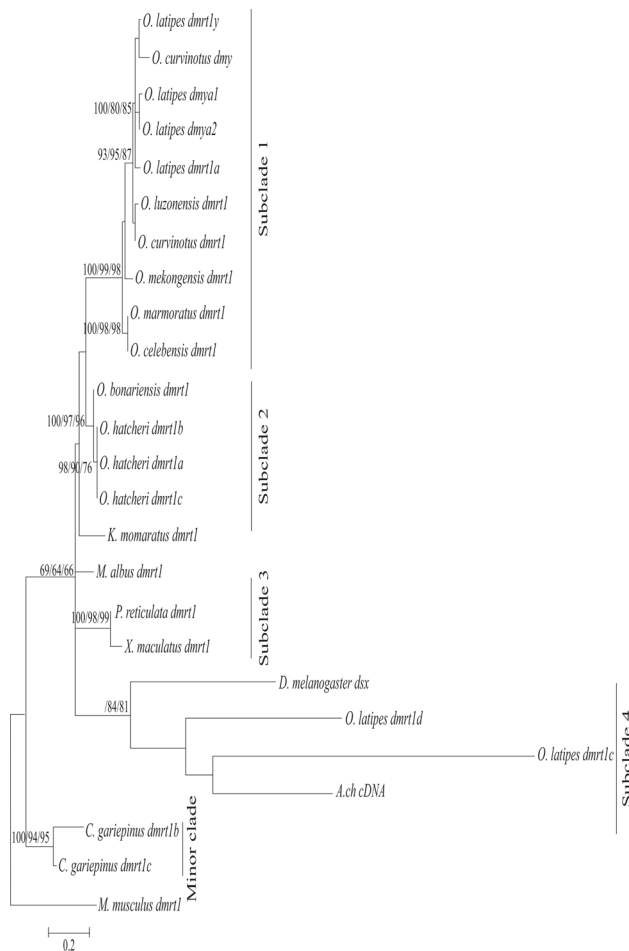 O. latipes dmrt1y
O. curvinotus dmy
O. latipes dmya1
100/80/85
O. latipes dmya2
93/95/87
O. latipes dmrt1a
O. luzonensis dmrt1
O. curvinotus dmrt1
Subclade 1
100/99/98
O. mekongensis dmrt1
O. marmoratus dmrt1
100/98/98
O. celebensis dmrt1
O. bonariensis dmrt1
100/97/96
O. hatcheri dmrt1b
O. hatcheri dmrt1a
98/90/76
O. hatcheri dmrt1c
Subclade 2
K. momaratus dmrt1
69/64/66
M. albus dmrt1
100/98/99
P. reticulata dmrt1
X. maculatus dmrt1
Subclade 3
D. melanogaster dsx
/84/81
O. latipes dmrt1d
O. latipes dmrt1c
A.ch cDNA
Subclade 4
C. gariepinus dmrt1b
100/94/95
C. gariepinus dmrt1c
Minor clade
M. musculus dmrt1
0.2